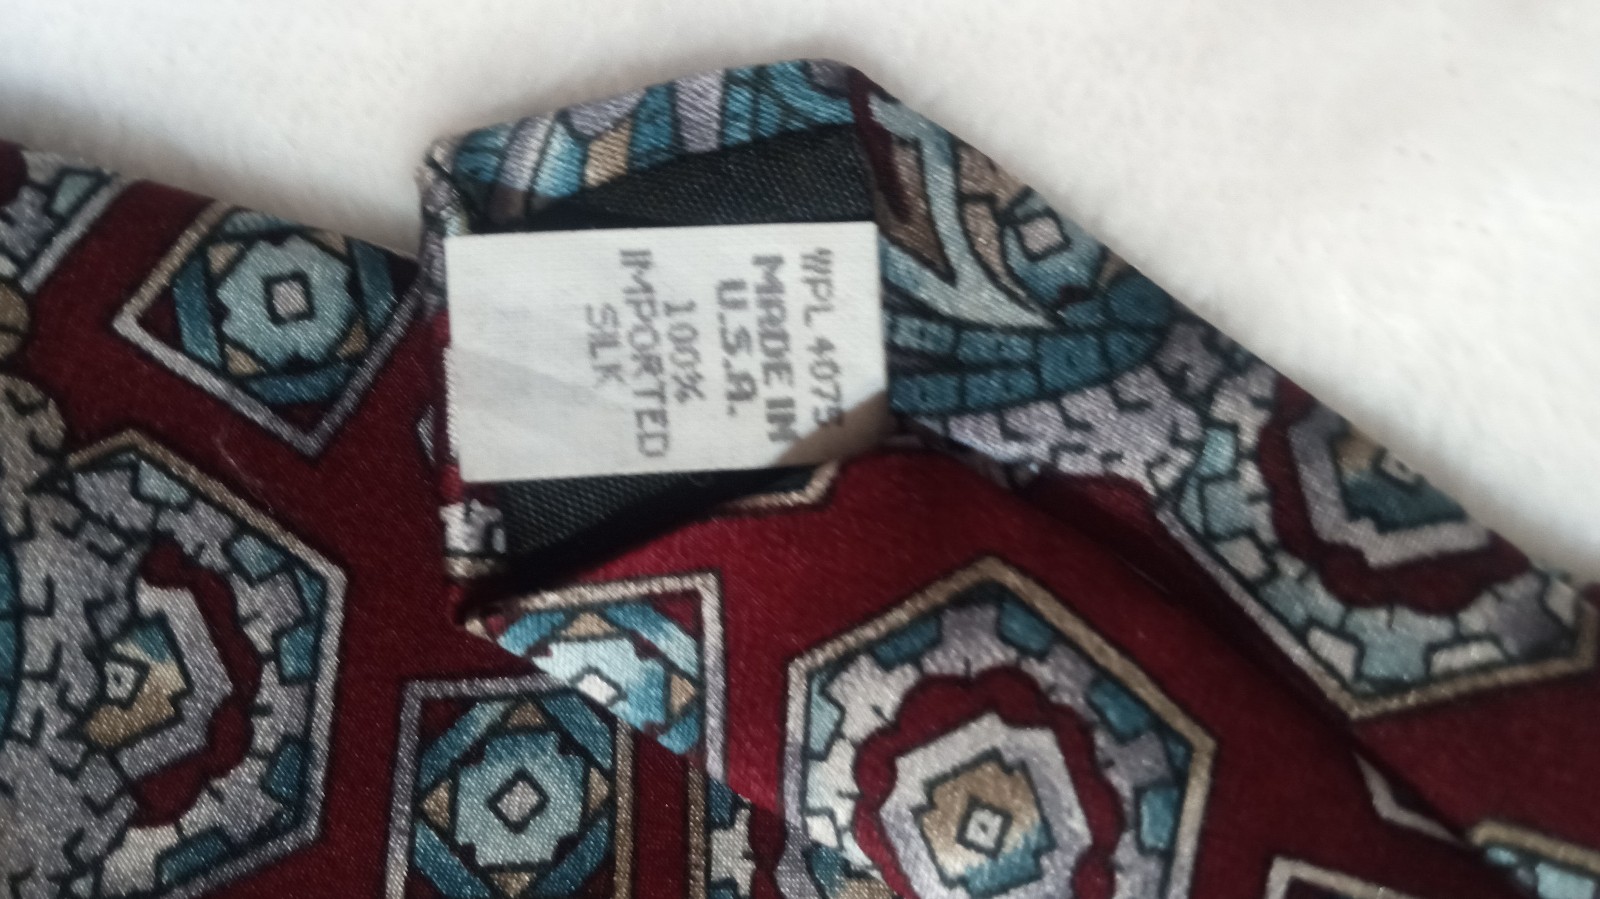 WPL 4075
MADE IN
U.S.A.
100%
IMPORTED
SILK